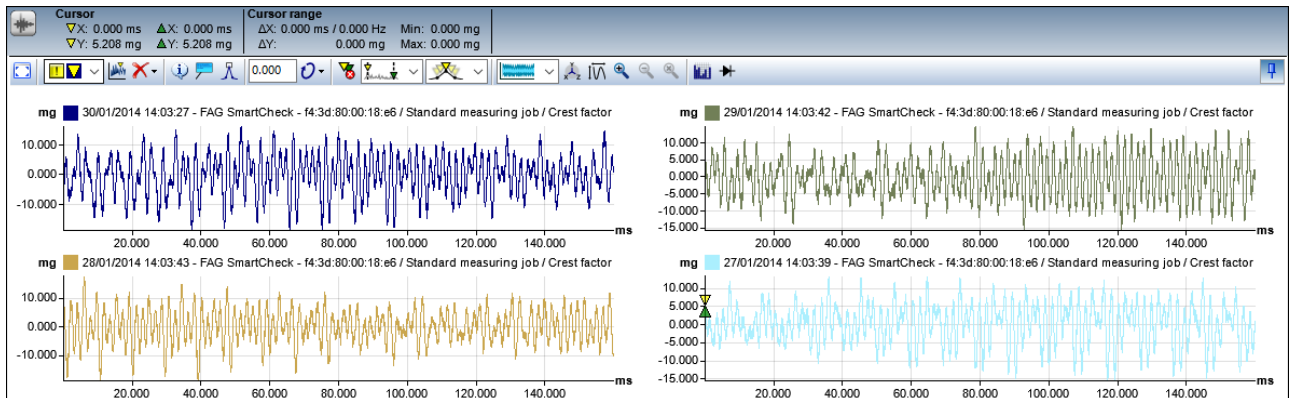 Cursor
X: 0.000 ms X: 0.000 ms
Y: 5.208 mg Y: 5.208 mg
Cursor range
ΔX: 0.000 ms / 0.000 Hz Min: 0.000 mg
ΔY: 0.000 mg Max: 0.000 mg
0.000
mg 30/01/2014 14:03:27 - FAG SmartCheck - f4:3d:80:00:18:e6 / Standard measuring job / Crest factor
10.000
0.000
-10.000
20.000 40.000 60.000 80.000 100.000 120.000 140.000 ms
mg 29/01/2014 14:03:42 - FAG SmartCheck - f4:3d:80:00:18:e6 / Standard measuring job / Crest factor
10.000
5.000
0.000
-5.000
-10.000
-15.000
20.000 40.000 60.000 80.000 100.000 120.000 140.000 ms
mg 28/01/2014 14:03:43 - FAG SmartCheck - f4:3d:80:00:18:e6 / Standard measuring job / Crest factor
10.000
0.000
-10.000
20.000 40.000 60.000 80.000 100.000 120.000 140.000 ms
mg 27/01/2014 14:03:39 - FAG SmartCheck - f4:3d:80:00:18:e6 / Standard measuring job / Crest factor
10.000
5.000
0.000
-5.000
-10.000
-15.000
20.000 40.000 60.000 80.000 100.000 120.000 140.000 ms